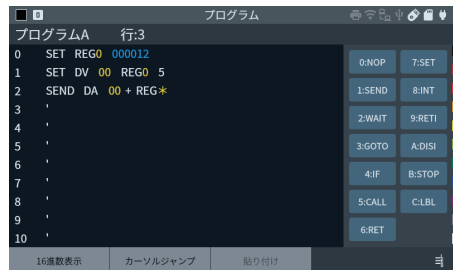 0 プログラム
プログラムA 行:3
0 SET REG0 000012
1 SET DV 00 REG0 5
2 SEND DA 00 + REG*
3 '
4 '
5 '
6 '
7 '
8 '
9 '
10 '
0:NOP 7:SET
1:SEND 8:INT
2:WAIT 9:RETI
3:GOTO A:DISI
4:IF B:STOP
5:CALL C:LBL
6:RET
16進数表示 カーソルジャンプ 貼り付け